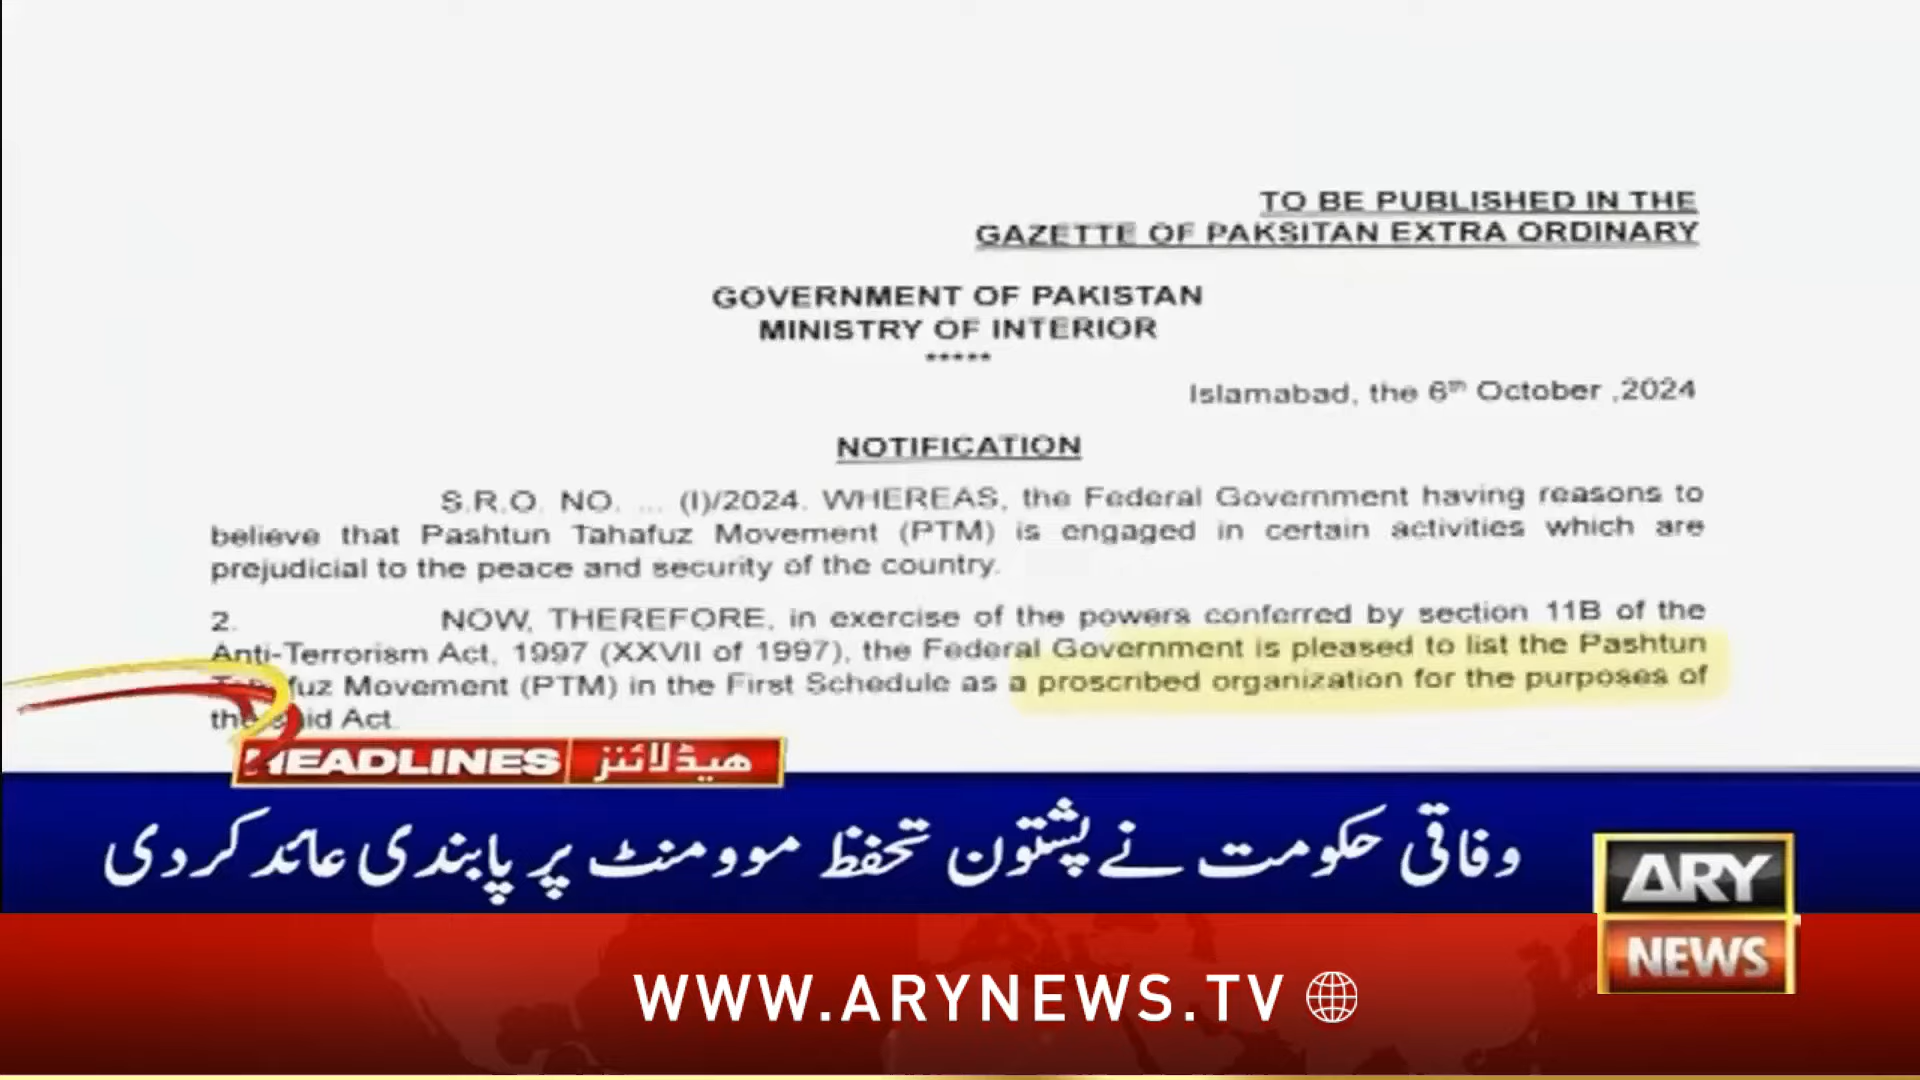 TO BE PUBLISHED IN THE
GAZETTE OF PAKSITAN EXTRA ORDINARY
GOVERNMENT OF PAKISTAN
MINISTRY OF INTERIOR
*****
Islamabad, the 6th October ,2024
NOTIFICATION
S.R.O. NO. ... (I)/2024. WHEREAS, the Federal Government having reasons to
believe that Pashtun Tahafuz Movement (PTM) is engaged in certain activities which are
prejudicial to the peace and security of the country.
2. NOW, THEREFORE, in exercise of the powers conferred by section 11B of the
Anti-Terrorism Act, 1997 (XXVII of 1997), the Federal Government is pleased to list the Pashtun
Tahafuz Movement (PTM) in the First Schedule as a proscribed organization for the purposes of
the said Act.
HEADLINES ہیڈلائنز
وفاقی حکومت نے پشتون تحفظ موومنٹ پر پابندی عائد کردی
ARY
NEWS
WWW.ARYNEWS.TV